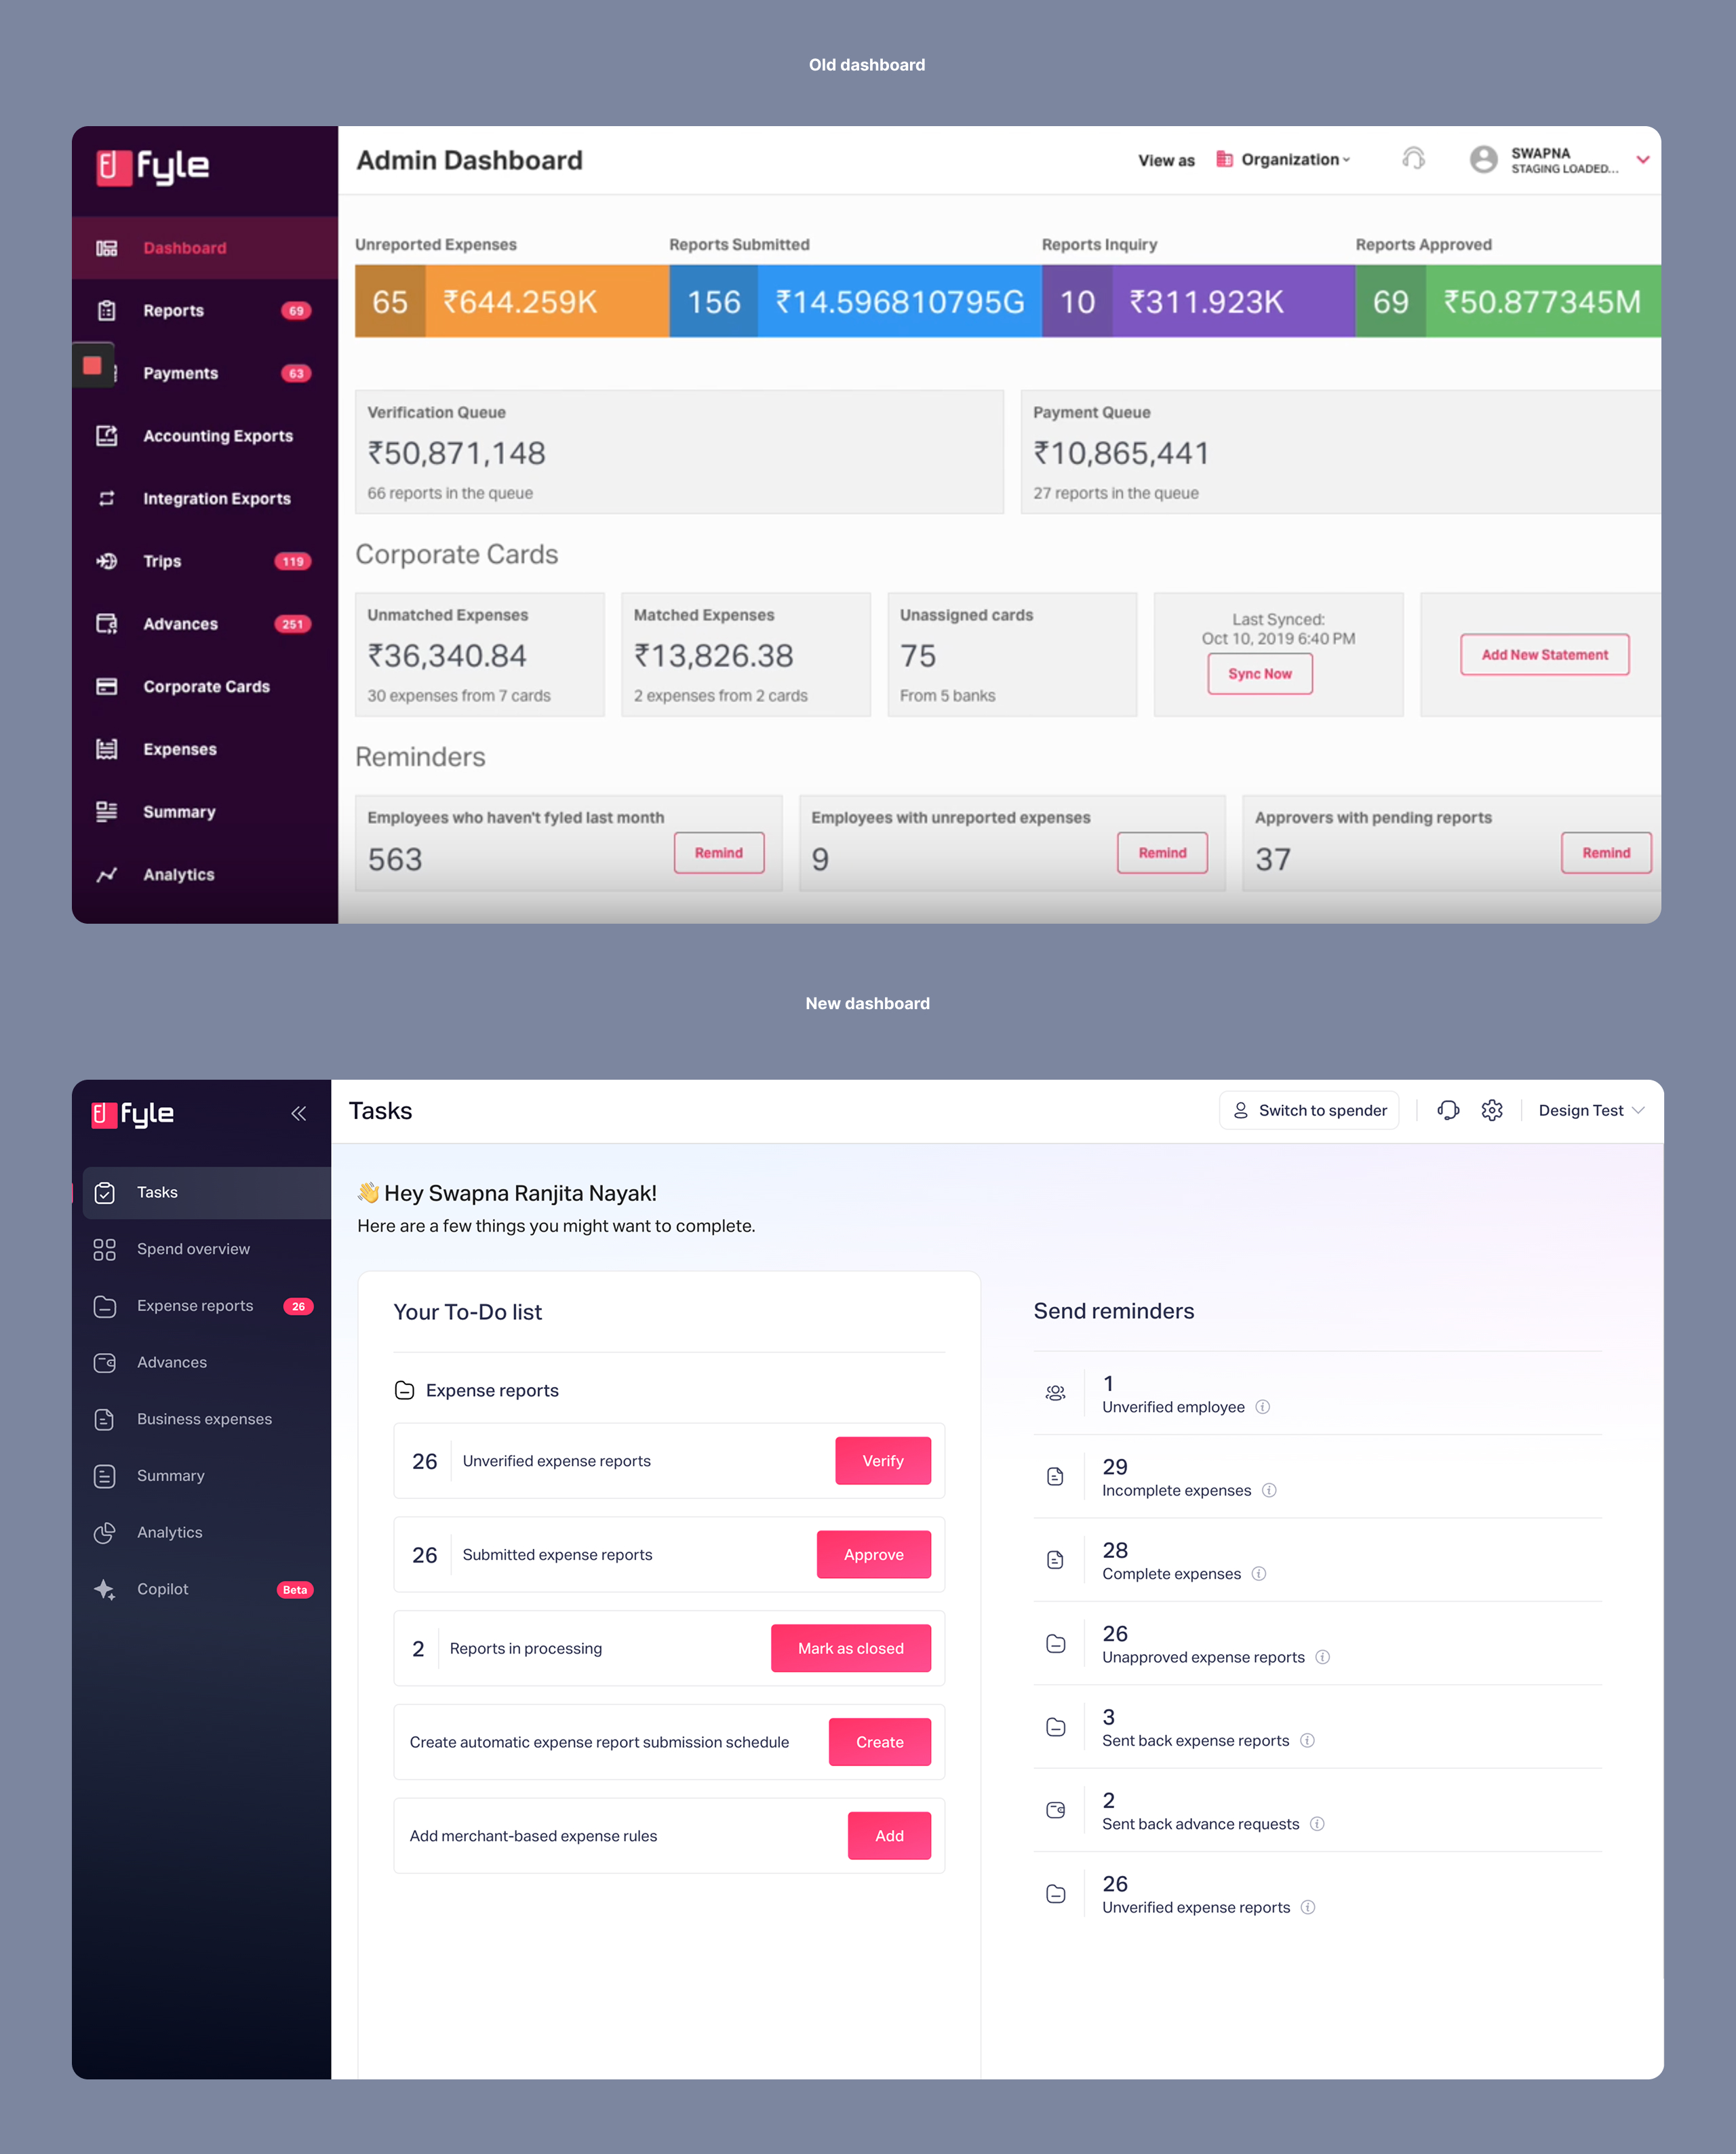 Old dashboard
fyle
Admin Dashboard
View as
Organization
SWAPNA
STAGING LOADED...
Dashboard
Reports
69
Payments
63
Accounting Exports
Integration Exports
Trips
119
Advances
251
Corporate Cards
Expenses
Summary
Analytics
Unreported Expenses
65
₹644.259K
Reports Submitted
156
₹14.596810795G
Reports Inquiry
10
₹311.923K
Reports Approved
69
₹50.877345M
Verification Queue
₹50,871,148
66 reports in the queue
Payment Queue
₹10,865,441
27 reports in the queue
Corporate Cards
Unmatched Expenses
₹36,340.84
30 expenses from 7 cards
Matched Expenses
₹13,826.38
2 expenses from 2 cards
Unassigned cards
75
From 5 banks
Last Synced:
Oct 10, 2019 6:40 PM
Sync Now
Add New Statement
Reminders
Employees who haven't fyled last month
563
Remind
Employees with unreported expenses
9
Remind
Approvers with pending reports
37
Remind
New dashboard
fyle
Tasks
Switch to spender
Design Test
Tasks
Spend overview
Expense reports
26
Advances
Business expenses
Summary
Analytics
Copilot
Beta
👋 Hey Swapna Ranjita Nayak!
Here are a few things you might want to complete.
Your To-Do list
Expense reports
26
Unverified expense reports
Verify
26
Submitted expense reports
Approve
2
Reports in processing
Mark as closed
Create automatic expense report submission schedule
Create
Add merchant-based expense rules
Add
Send reminders
1
Unverified employee
29
Incomplete expenses
28
Complete expenses
26
Unapproved expense reports
3
Sent back expense reports
2
Sent back advance requests
26
Unverified expense reports